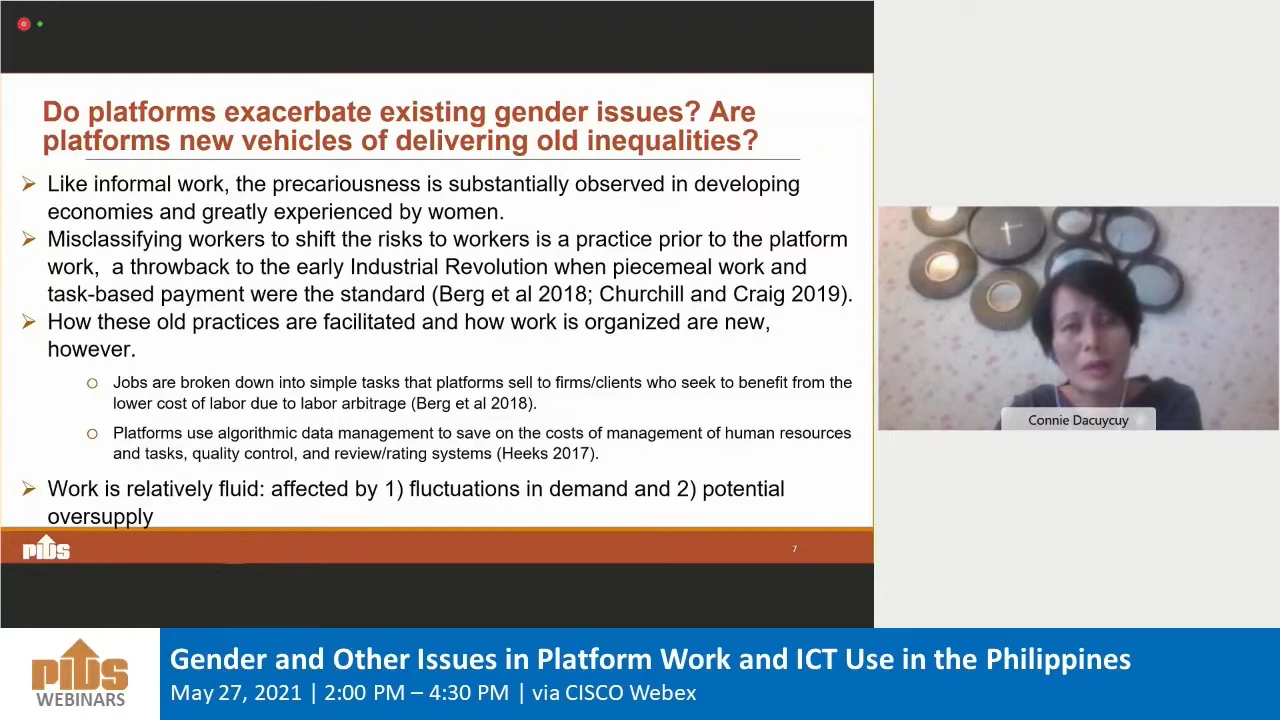 Do platforms exacerbate existing gender issues? Are
platforms new vehicles of delivering old inequalities?
Like informal work, the precariousness is substantially observed in developing
economies and greatly experienced by women.
Misclassifying workers to shift the risks to workers is a practice prior to the platform
work, a throwback to the early Industrial Revolution when piecemeal work and
task-based payment were the standard (Berg et al 2018; Churchill and Craig 2019).
How these old practices are facilitated and how work is organized are new,
however.
Jobs are broken down into simple tasks that platforms sell to firms/clients who seek to benefit from the
lower cost of labor due to labor arbitrage (Berg et al 2018).
Platforms use algorithmic data management to save on the costs of management of human resources
and tasks, quality control, and review/rating systems (Heeks 2017).
Work is relatively fluid: affected by 1) fluctuations in demand and 2) potential
oversupply
PIDS
7
Connie Dacuycuy
PIDS
WEBINARS
Gender and Other Issues in Platform Work and ICT Use in the Philippines
May 27, 2021 | 2:00 PM – 4:30 PM | via CISCO Webex